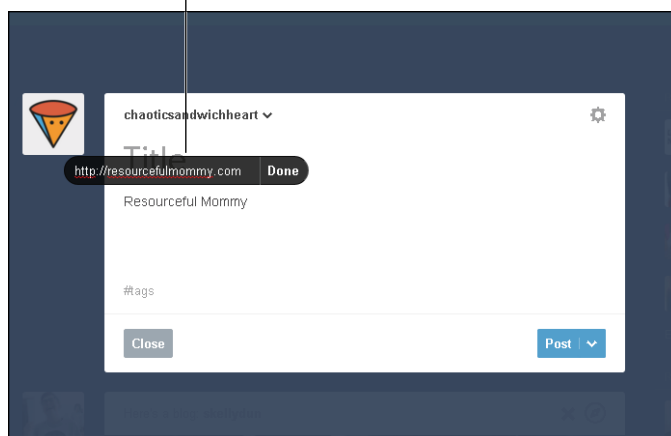 chaoticsandwichheart
Title
http://resourcefulmommy.com Done
Resourceful Mommy
#tags
Close Post